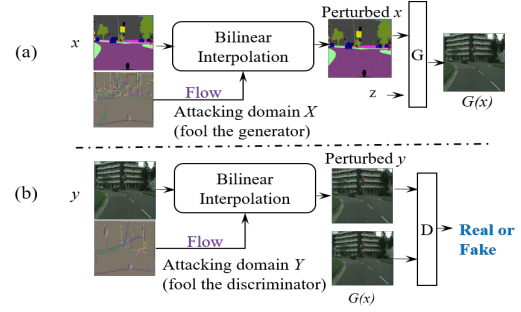 (a)
x
Bilinear
Interpolation
Perturbed x
G
z
G(x)
Flow
Attacking domain X
(fool the generator)
(b)
y
Bilinear
Interpolation
Perturbed y
D
Real or
Fake
Flow
Attacking domain Y
(fool the discriminator)
G(x)